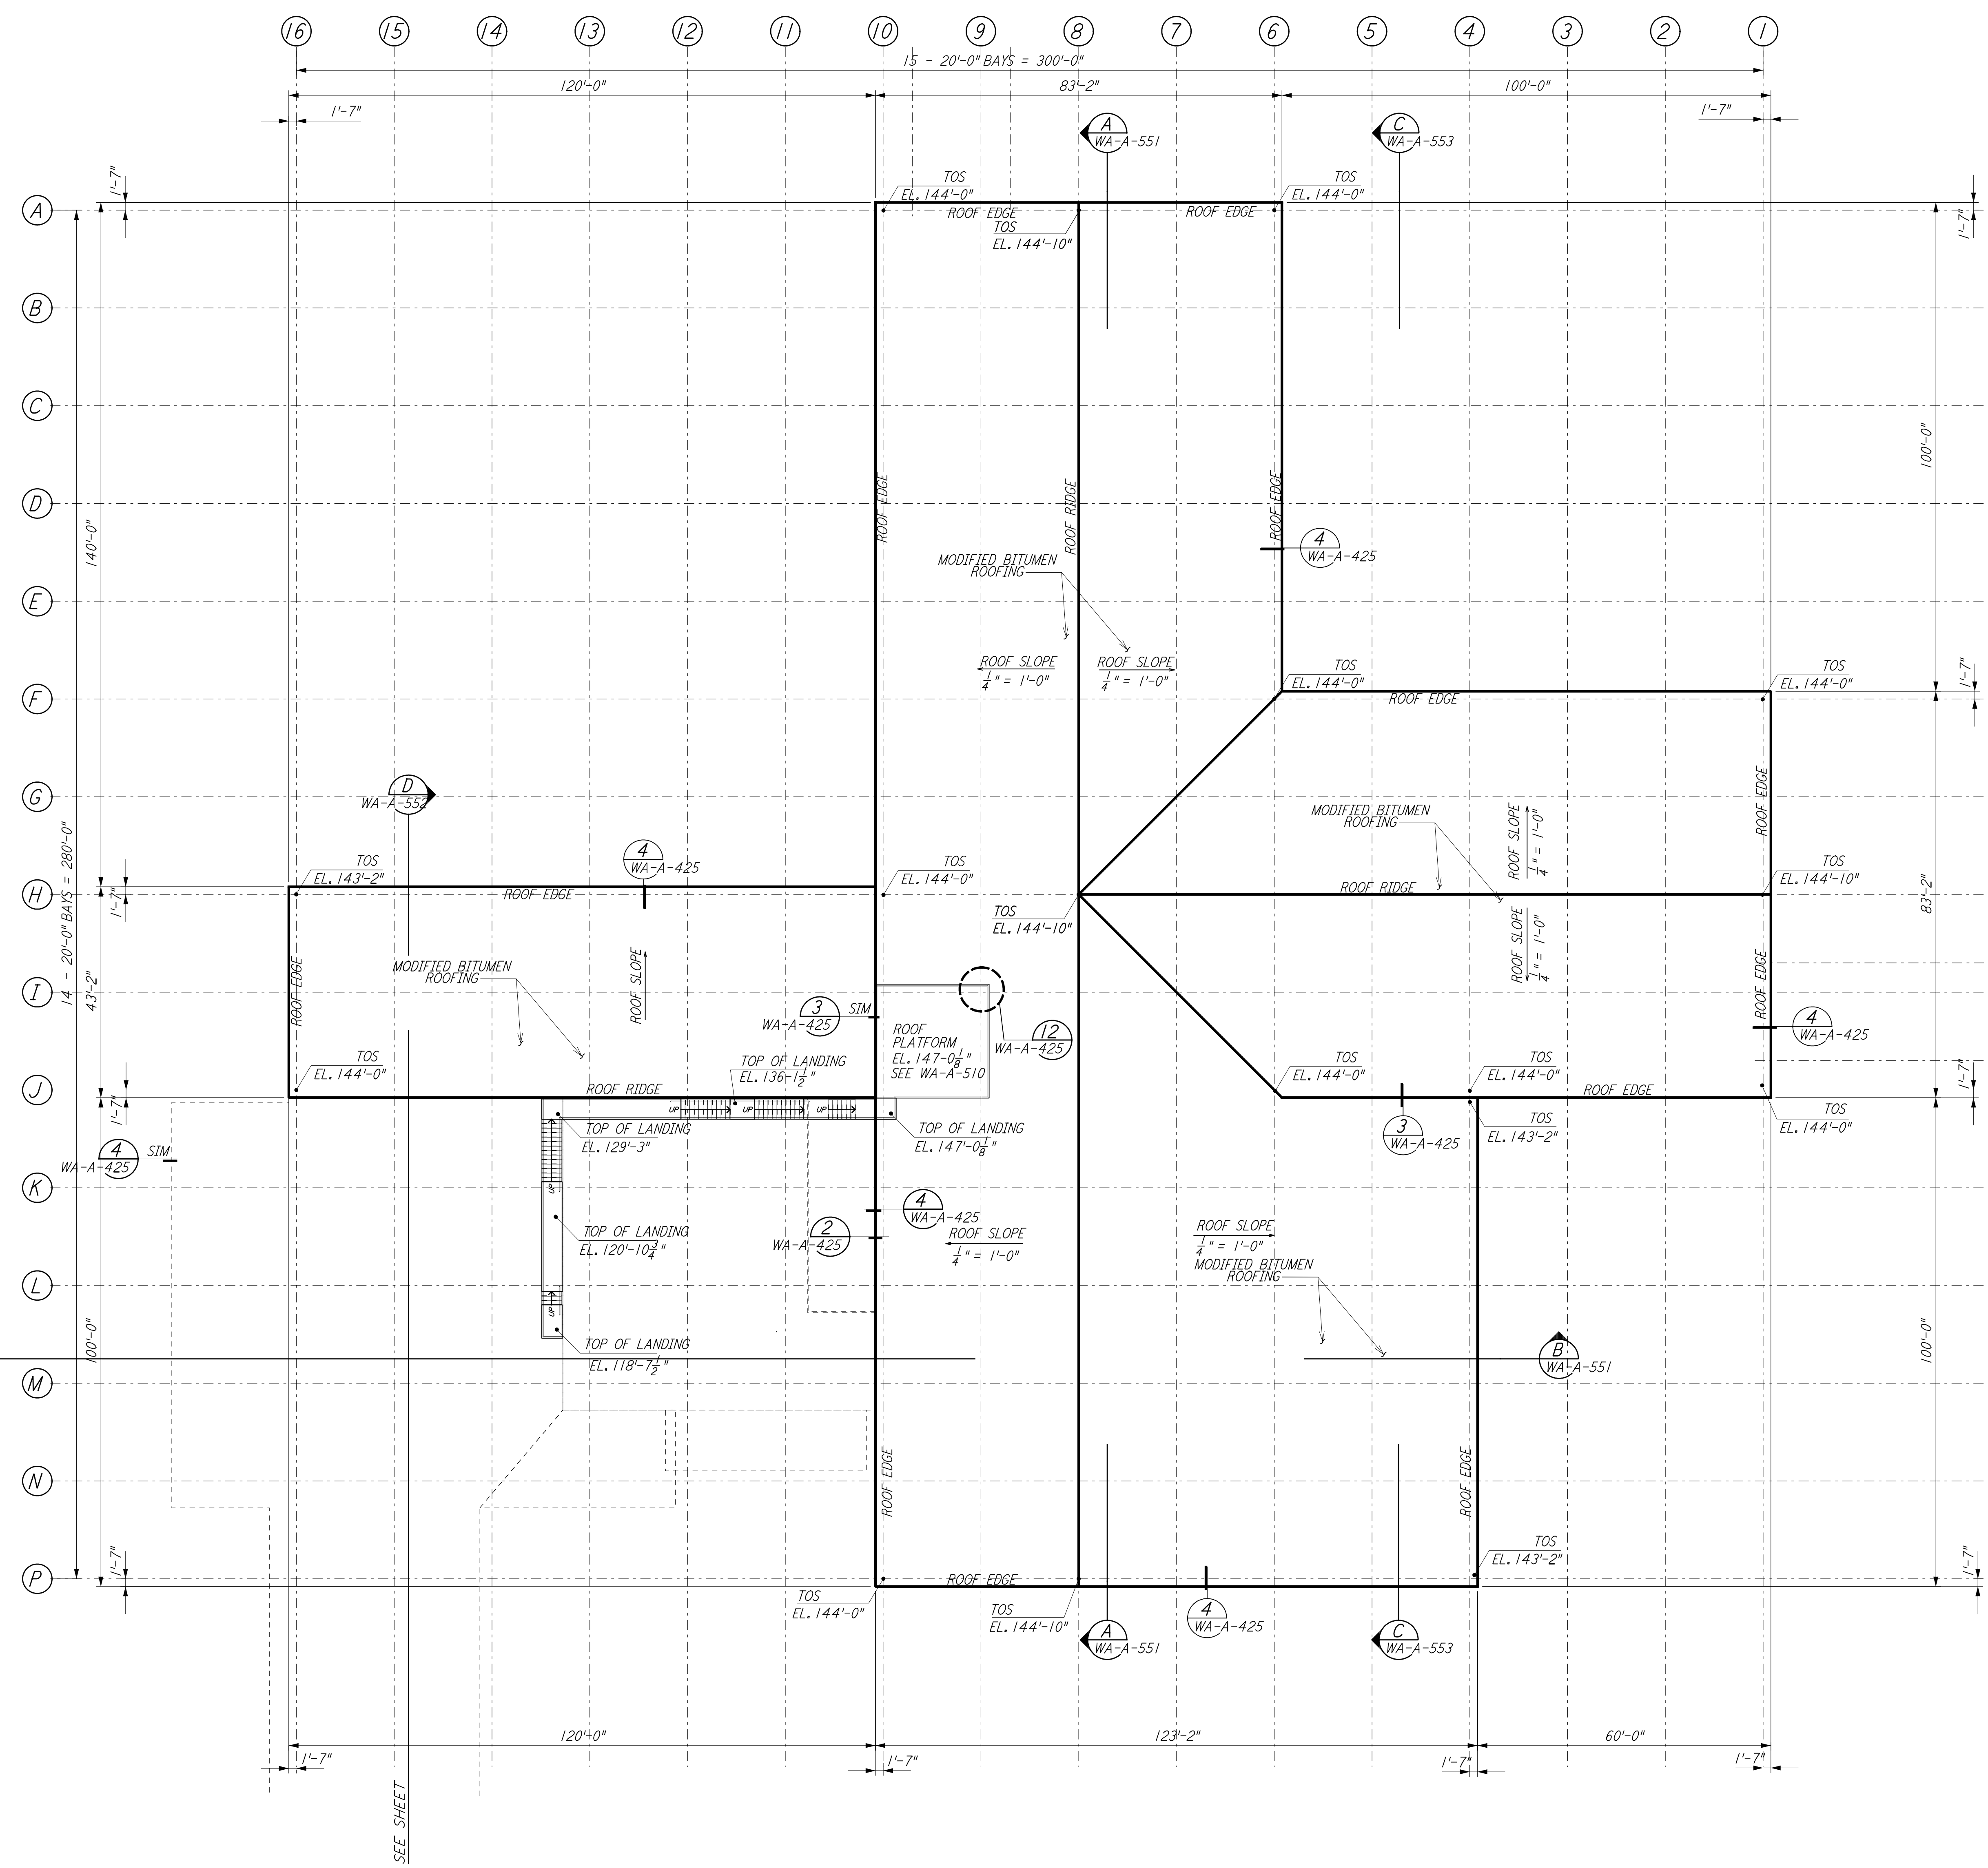 16 15 14 13 12 11 10 9 8 7 6 5 4 3 2 1
15 - 20'-0" BAYS = 300'-0"
120'-0" 83'-2" 100'-0"
1'-7" 1'-7"
A
WA-A-551
C
WA-A-553
1'-7"
TOS
EL. 144'-0"
TOS
EL. 144'-0"
A
ROOF EDGE
ROOF EDGE
TOS
EL. 144'-10"
1'-7"
B
C
100'-0"
D
ROOF EDGE
ROOF RIDGE
ROOF EDGE
140'-0"
4
WA-A-425
MODIFIED BITUMEN
ROOFING
E
ROOF SLOPE
1/4" = 1'-0"
ROOF SLOPE
1/4" = 1'-0"
TOS
EL. 144'-0"
TOS
EL. 144'-0"
1'-7"
F
ROOF EDGE
G
D
WA-A-552
MODIFIED BITUMEN
ROOFING
ROOF SLOPE
1/4" = 1'-0"
ROOF EDGE
4
WA-A-425
TOS
EL. 143'-2"
TOS
EL. 144'-0"
TOS
EL. 144'-10"
H
1'-7"
ROOF EDGE
ROOF RIDGE
83'-2"
14 - 20'-0" BAYS = 280'-0"
43'-2"
TOS
EL. 144'-10"
ROOF SLOPE
1/4" = 1'-0"
ROOF EDGE
I
ROOF EDGE
MODIFIED BITUMEN
ROOFING
ROOF SLOPE
3
SIM
WA-A-425
ROOF
PLATFORM
EL. 147-0 1/8"
SEE WA-A-510
12
WA-A-425
4
WA-A-425
TOS
EL. 144'-0"
TOP OF LANDING
EL. 136-1 1/2"
TOS
EL. 144'-0"
TOS
EL. 144'-0"
J
1'-7"
ROOF RIDGE
ROOF EDGE
1'-7"
UP UP UP
TOP OF LANDING
EL. 129'-3"
TOP OF LANDING
EL. 147'-0 1/8"
3
WA-A-425
TOS
EL. 143'-2"
TOS
EL. 144'-0"
4
SIM
WA-A-425
K
UP
4
WA-A-425
2
WA-A-425
TOP OF LANDING
EL. 120'-10 3/4"
ROOF SLOPE
1/4" = 1'-0"
ROOF SLOPE
1/4" = 1'-0"
MODIFIED BITUMEN
ROOFING
L
UP
100'-0"
100'-0"
TOP OF LANDING
EL. 118'-7 1/2"
B
WA-A-551
M
N
ROOF EDGE
ROOF EDGE
TOS
EL. 143'-2"
1'-7"
P
ROOF EDGE
1'-7"
TOS
EL. 144'-0"
TOS
EL. 144'-10"
A
WA-A-551
4
WA-A-425
C
WA-A-553
120'-0" 123'-2" 60'-0"
1'-7" 1'-7" 1'-7" 1'-7"
SEE SHEET